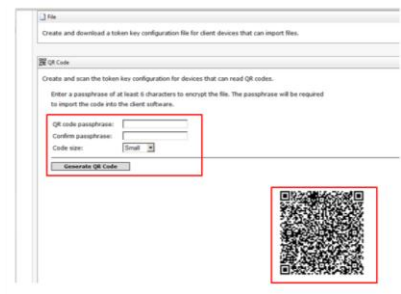 File
Create and download a token key configuration file for client devices that can import files.
QR Code
Create and scan the token key configuration for devices that can read QR codes.
Enter a passphrase of at least 6 characters to encrypt the file. The passphrase will be required
to import the code into the client software.
QR code passphrase:
Confirm passphrase:
Code size: Small
Generate QR Code